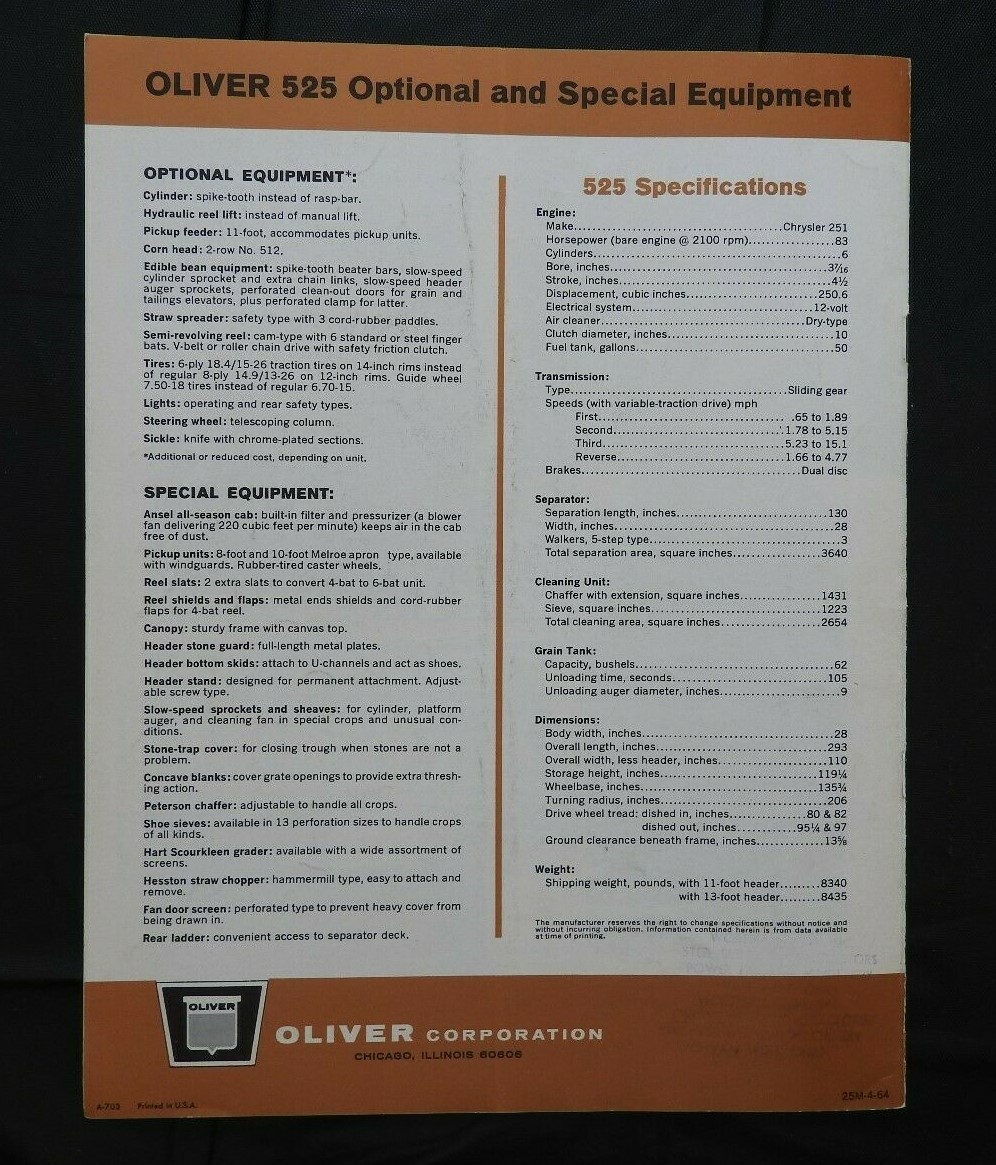 OLIVER 525 Optional and Special Equipment
OPTIONAL EQUIPMENT*:
Cylinder: spike-tooth instead of rasp-bar.
Hydraulic reel lift: instead of manual lift.
Pickup feeder: 11-foot, accommodates pickup units.
Corn head: 2-row No. 512.
Edible bean equipment: spike-tooth beater bars, slow-speed
cylinder sprocket and extra chain links, slow-speed header
auger sprockets, perforated clean-out doors for grain and
tailings elevators, plus perforated clamp for latter.
Straw spreader: safety type with 3 cord-rubber paddles.
Semi-revolving reel: cam-type with 6 standard or steel finger
bats. V-belt or roller chain drive with safety friction clutch.
Tires: 6-ply 18.4/15-26 traction tires on 14-inch rims instead
of regular 8-ply 14.9/13-26 on 12-inch rims. Guide wheel
7.50-18 tires instead of regular 6.70-15.
Lights: operating and rear safety types.
Steering wheel: telescoping column.
Sickle: knife with chrome-plated sections.
*Additional or reduced cost, depending on unit.
SPECIAL EQUIPMENT:
Ansel all-season cab: built-in filter and pressurizer (a blower
fan delivering 220 cubic feet per minute) keeps air in the cab
free of dust.
Pickup units: 8-foot and 10-foot Melroe apron type, available
with windguards. Rubber-tired caster wheels.
Reel slats: 2 extra slats to convert 4-bat to 6-bat unit.
Reel shields and flaps: metal ends shields and cord-rubber
flaps for 4-bat reel.
Canopy: sturdy frame with canvas top.
Header stone guard: full-length metal plates.
Header bottom skids: attach to U-channels and act as shoes.
Header stand: designed for permanent attachment. Adjust-
able screw type.
Slow-speed sprockets and sheaves: for cylinder, platform
auger, and cleaning fan in special crops and unusual con-
ditions.
Stone-trap cover: for closing trough when stones are not a
problem.
Concave blanks: cover grate openings to provide extra thresh-
ing action.
Peterson chaffer: adjustable to handle all crops.
Shoe sieves: available in 13 perforation sizes to handle crops
of all kinds.
Hart Scourkleen grader: available with a wide assortment of
screens.
Hesston straw chopper: hammermill type, easy to attach and
remove.
Fan door screen: perforated type to prevent heavy cover from
being drawn in.
Rear ladder: convenient access to separator deck.
525 Specifications
Engine:
Make....Chrysler 251
Horsepower (bare engine @ 2100 rpm)....83
Cylinders....6
Bore, inches....3 7/16
Stroke, inches....4½
Displacement, cubic inches....250.6
Electrical system....12-volt
Air cleaner....Dry-type
Clutch diameter, inches....10
Fuel tank, gallons....50
Transmission:
Type....Sliding gear
Speeds (with variable-traction drive) mph
First.... .65 to 1.89
Second....1.78 to 5.15
Third....5.23 to 15.1
Reverse....1.66 to 4.77
Brakes....Dual disc
Separator:
Separation length, inches....130
Width, inches....28
Walkers, 5-step type....3
Total separation area, square inches....3640
Cleaning Unit:
Chaffer with extension, square inches....1431
Sieve, square inches....1223
Total cleaning area, square inches....2654
Grain Tank:
Capacity, bushels....62
Unloading time, seconds....105
Unloading auger diameter, inches....9
Dimensions:
Body width, inches....28
Overall length, inches....293
Overall width, less header, inches....110
Storage height, inches....119¼
Wheelbase, inches....135¾
Turning radius, inches....206
Drive wheel tread: dished in, inches....80 & 82
dished out, inches....95¼ & 97
Ground clearance beneath frame, inches....13⅝
Weight:
Shipping weight, pounds, with 11-foot header....8340
with 13-foot header....8435
The manufacturer reserves the right to change specifications without notice and
without incurring obligation. Information contained herein is from data available
at time of printing.
OLIVER
OLIVER CORPORATION
CHICAGO, ILLINOIS 60606
A-703 Printed in U.S.A.
25M-4-64